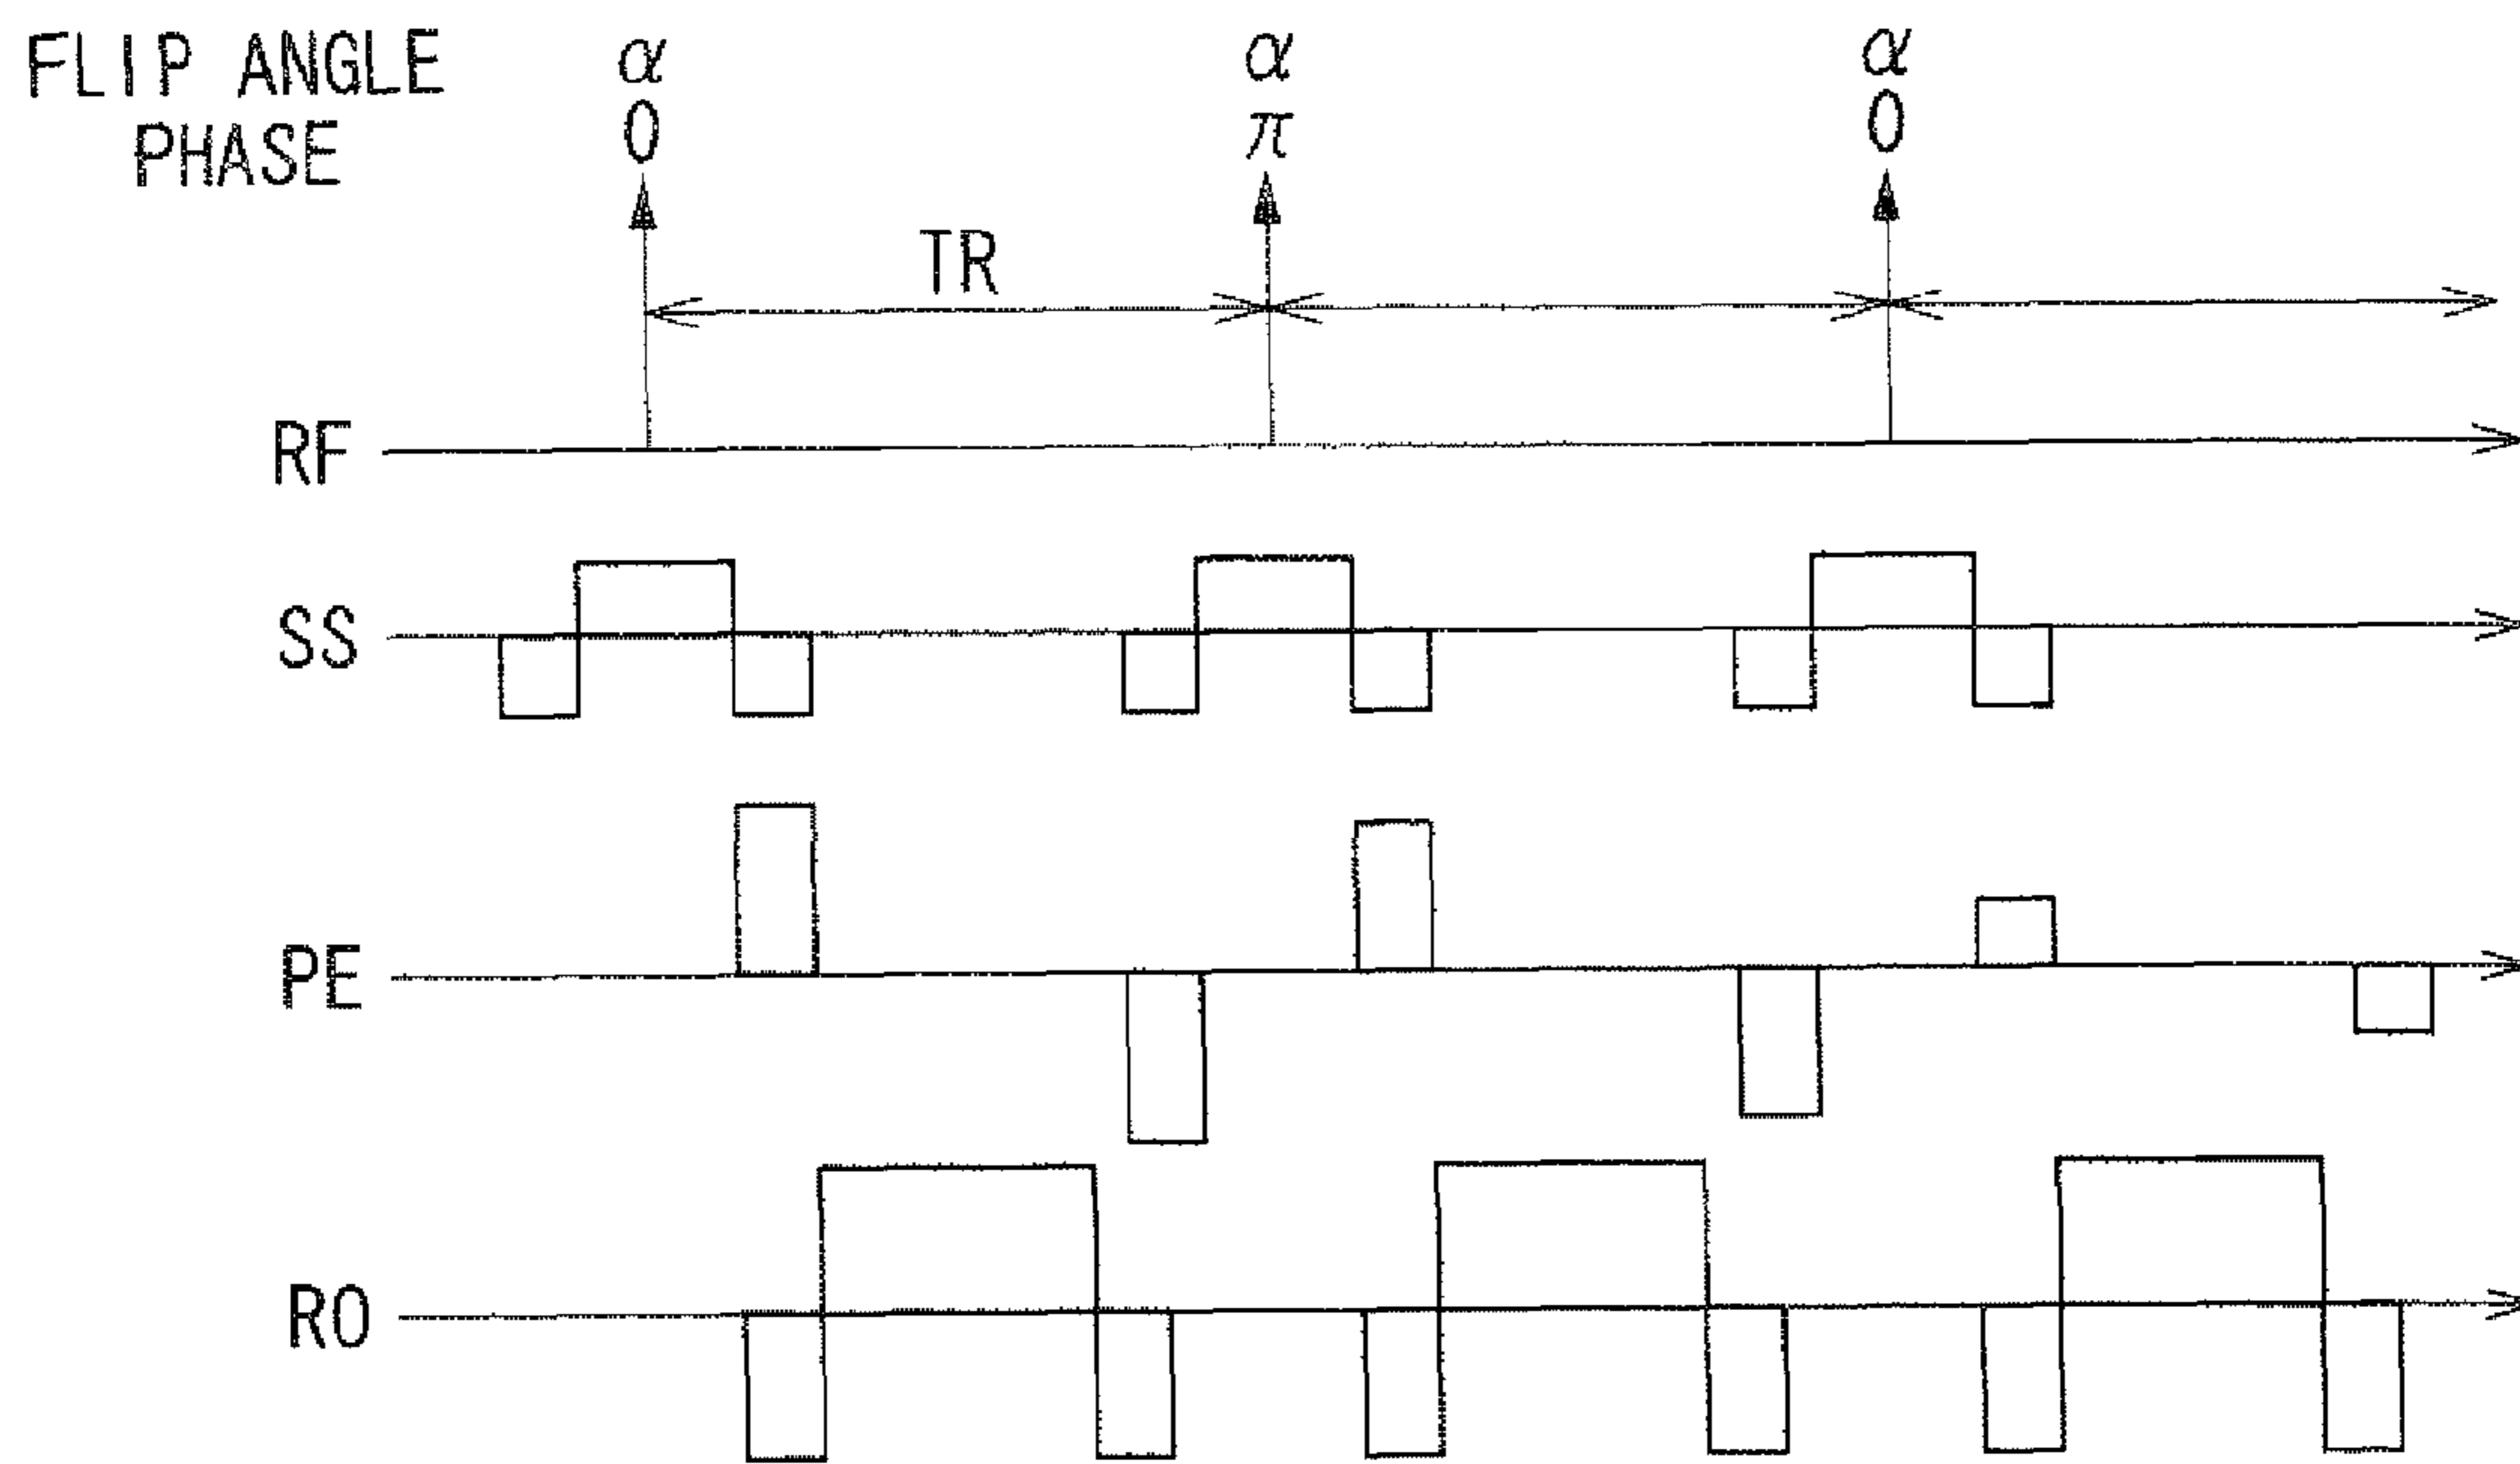 FLIP ANGLE α α α
PHASE 0 π 0
TR
RF
SS
PE
RO